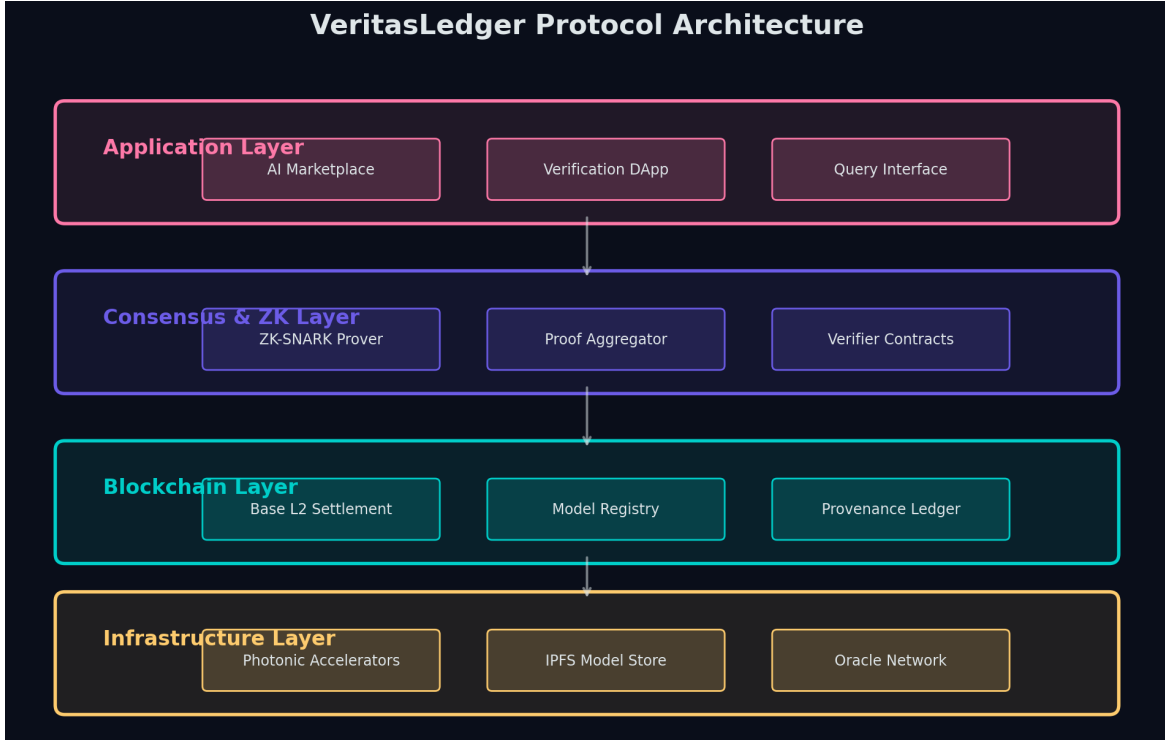 VeritasLedger Protocol Architecture
Application Layer
AI Marketplace
Verification DApp
Query Interface
Consensus & ZK Layer
ZK-SNARK Prover
Proof Aggregator
Verifier Contracts
Blockchain Layer
Base L2 Settlement
Model Registry
Provenance Ledger
Infrastructure Layer
Photonic Accelerators
IPFS Model Store
Oracle Network